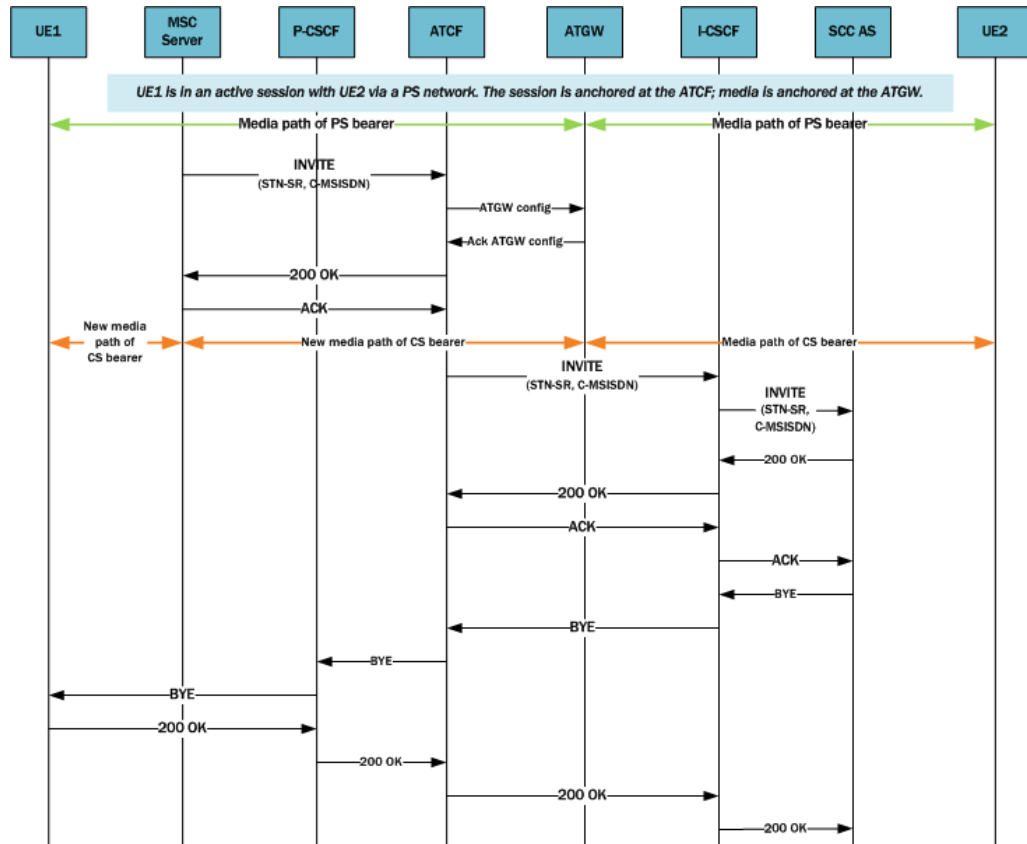 UE1
MSC
Server
P-CSCF
ATCF
ATGW
I-CSCF
SCC AS
UE2
UE1 is in an active session with UE2 via a PS network. The session is anchored at the ATCF; media is anchored at the ATGW.
Media path of PS bearer
Media path of PS bearer
INVITE
(STN-SR, C-MSISDN)
ATGW config
Ack ATGW config
200 OK
ACK
New media
path of
CS bearer
New media path of CS bearer
Media path of CS bearer
INVITE
(STN-SR, C-MSISDN)
INVITE
(STN-SR,
C-MSISDN)
200 OK
200 OK
ACK
ACK
BYE
BYE
BYE
BYE
200 OK
200 OK
200 OK
200 OK